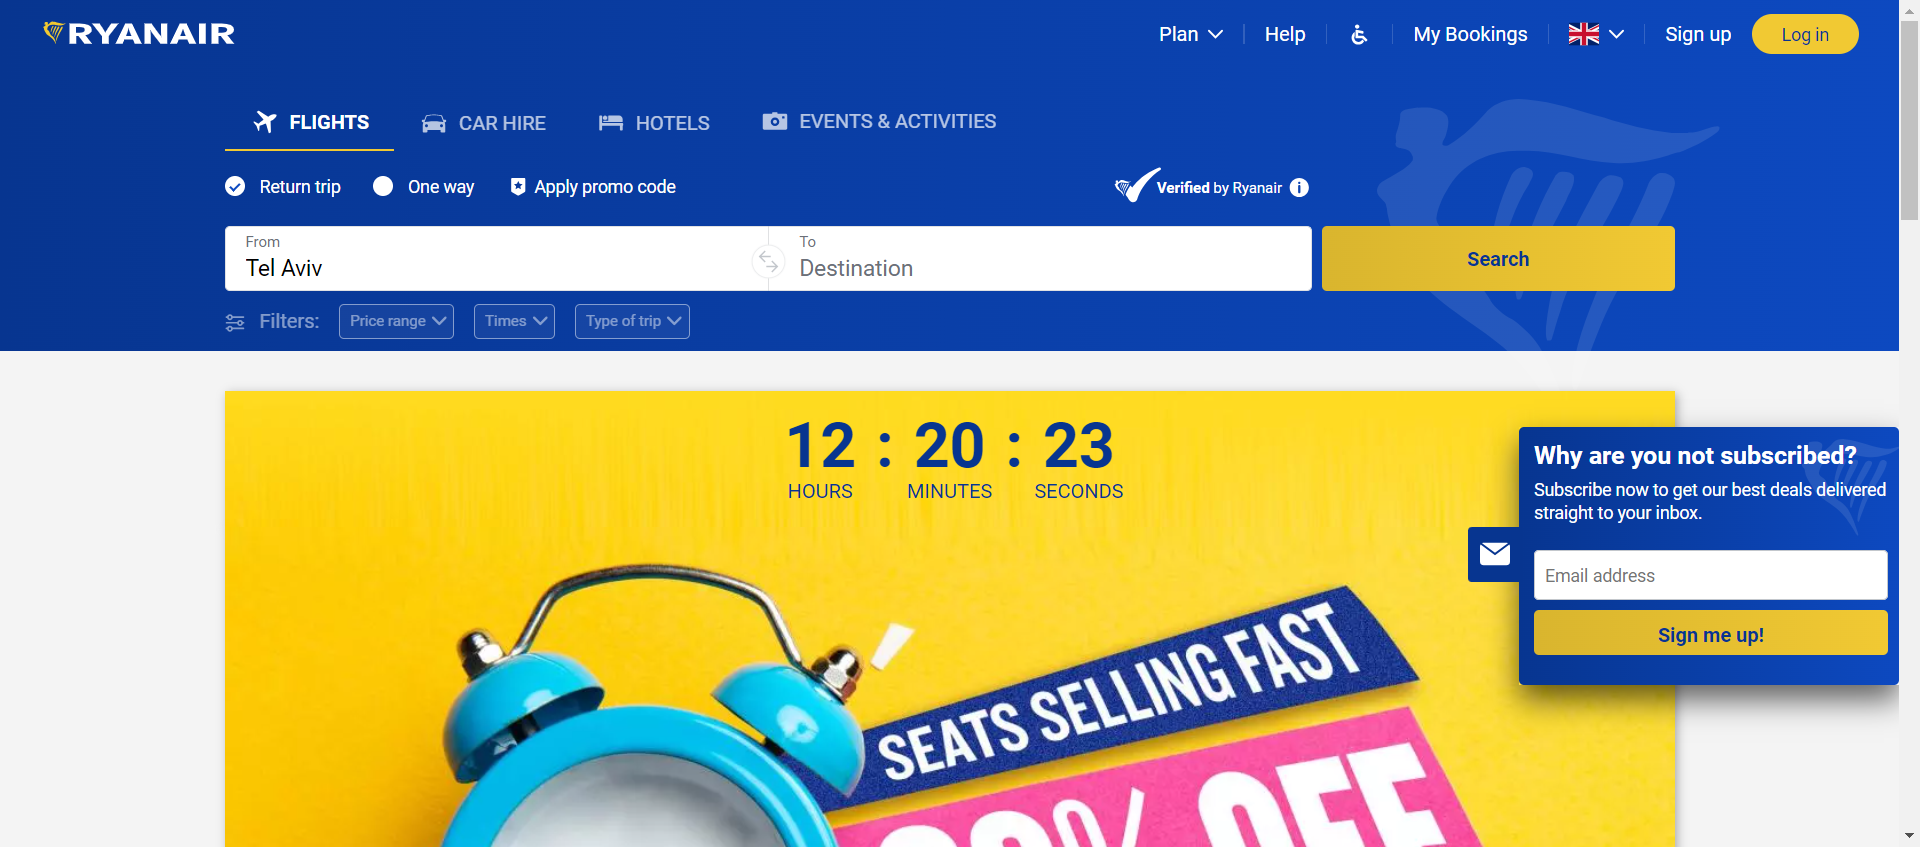 RYANAIR
Plan
Help
My Bookings
Sign up
Log in
FLIGHTS
CAR HIRE
HOTELS
EVENTS & ACTIVITIES
Return trip
One way
Apply promo code
Verified by Ryanair
From
Tel Aviv
To
Destination
Search
Filters:
Price range
Times
Type of trip
12 : 20 : 23
HOURS MINUTES SECONDS
Why are you not subscribed?
Subscribe now to get our best deals delivered
straight to your inbox.
Email address
Sign me up!
SEATS SELLING FAST
% OFF